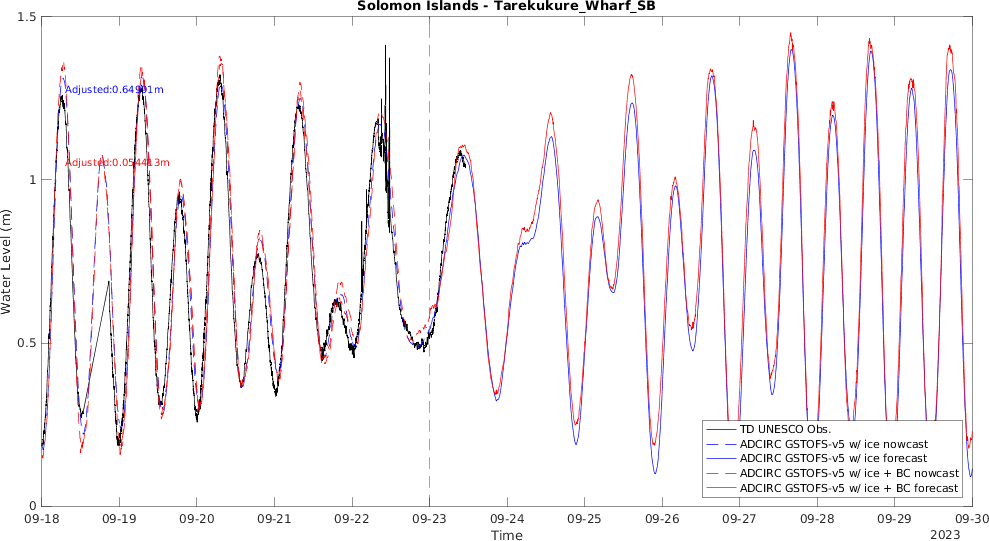 Solomon Islands - Tarekukure_Wharf_SB
1.5
1
0.5
0
Water Level (m)
Adjusted:0.64991m
Adjusted:0.054413m
TD UNESCO Obs.
ADCIRC GSTOFS-v5 w/ ice nowcast
ADCIRC GSTOFS-v5 w/ ice forecast
ADCIRC GSTOFS-v5 w/ ice + BC nowcast
ADCIRC GSTOFS-v5 w/ ice + BC forecast
09-18 09-19 09-20 09-21 09-22 09-23 09-24 09-25 09-26 09-27 09-28 09-29 09-30
Time
2023